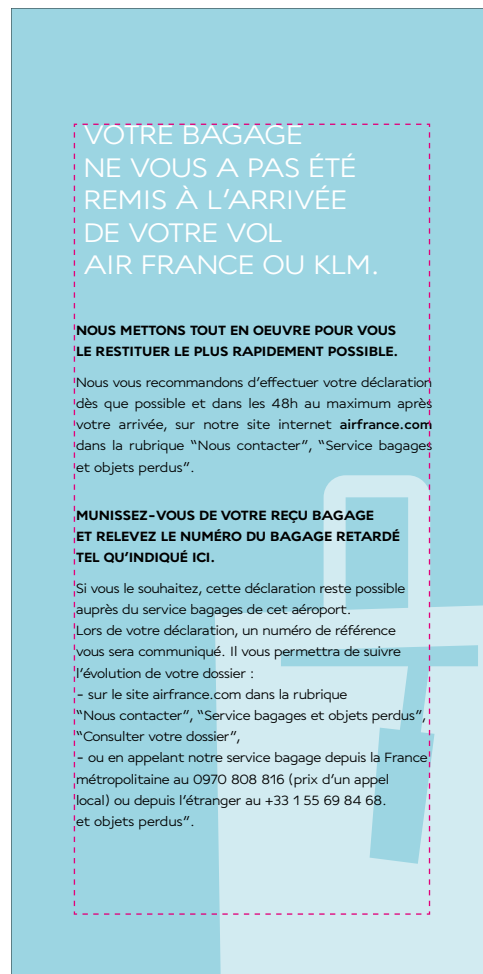 VOTRE BAGAGE
NE VOUS A PAS ÉTÉ
REMIS À L’ARRIVÉE
DE VOTRE VOL
AIR FRANCE OU KLM.
NOUS METTONS TOUT EN OEUVRE POUR VOUS
LE RESTITUER LE PLUS RAPIDEMENT POSSIBLE.
Nous vous recommandons d’effectuer votre déclaration
dès que possible et dans les 48h au maximum après
votre arrivée, sur notre site internet airfrance.com
dans la rubrique “Nous contacter”, “Service bagages
et objets perdus”.
MUNISSEZ-VOUS DE VOTRE REÇU BAGAGE
ET RELEVEZ LE NUMÉRO DU BAGAGE RETARDÉ
TEL QU’INDIQUÉ ICI.
Si vous le souhaitez, cette déclaration reste possible
auprès du service bagages de cet aéroport.
Lors de votre déclaration, un numéro de référence
vous sera communiqué. Il vous permettra de suivre
l’évolution de votre dossier :
- sur le site airfrance.com dans la rubrique
“Nous contacter”, “Service bagages et objets perdus”,
“Consulter votre dossier”,
- ou en appelant notre service bagage depuis la France
métropolitaine au 0970 808 816 (prix d’un appel
local) ou depuis l’étranger au +33 1 55 69 84 68.
et objets perdus”.